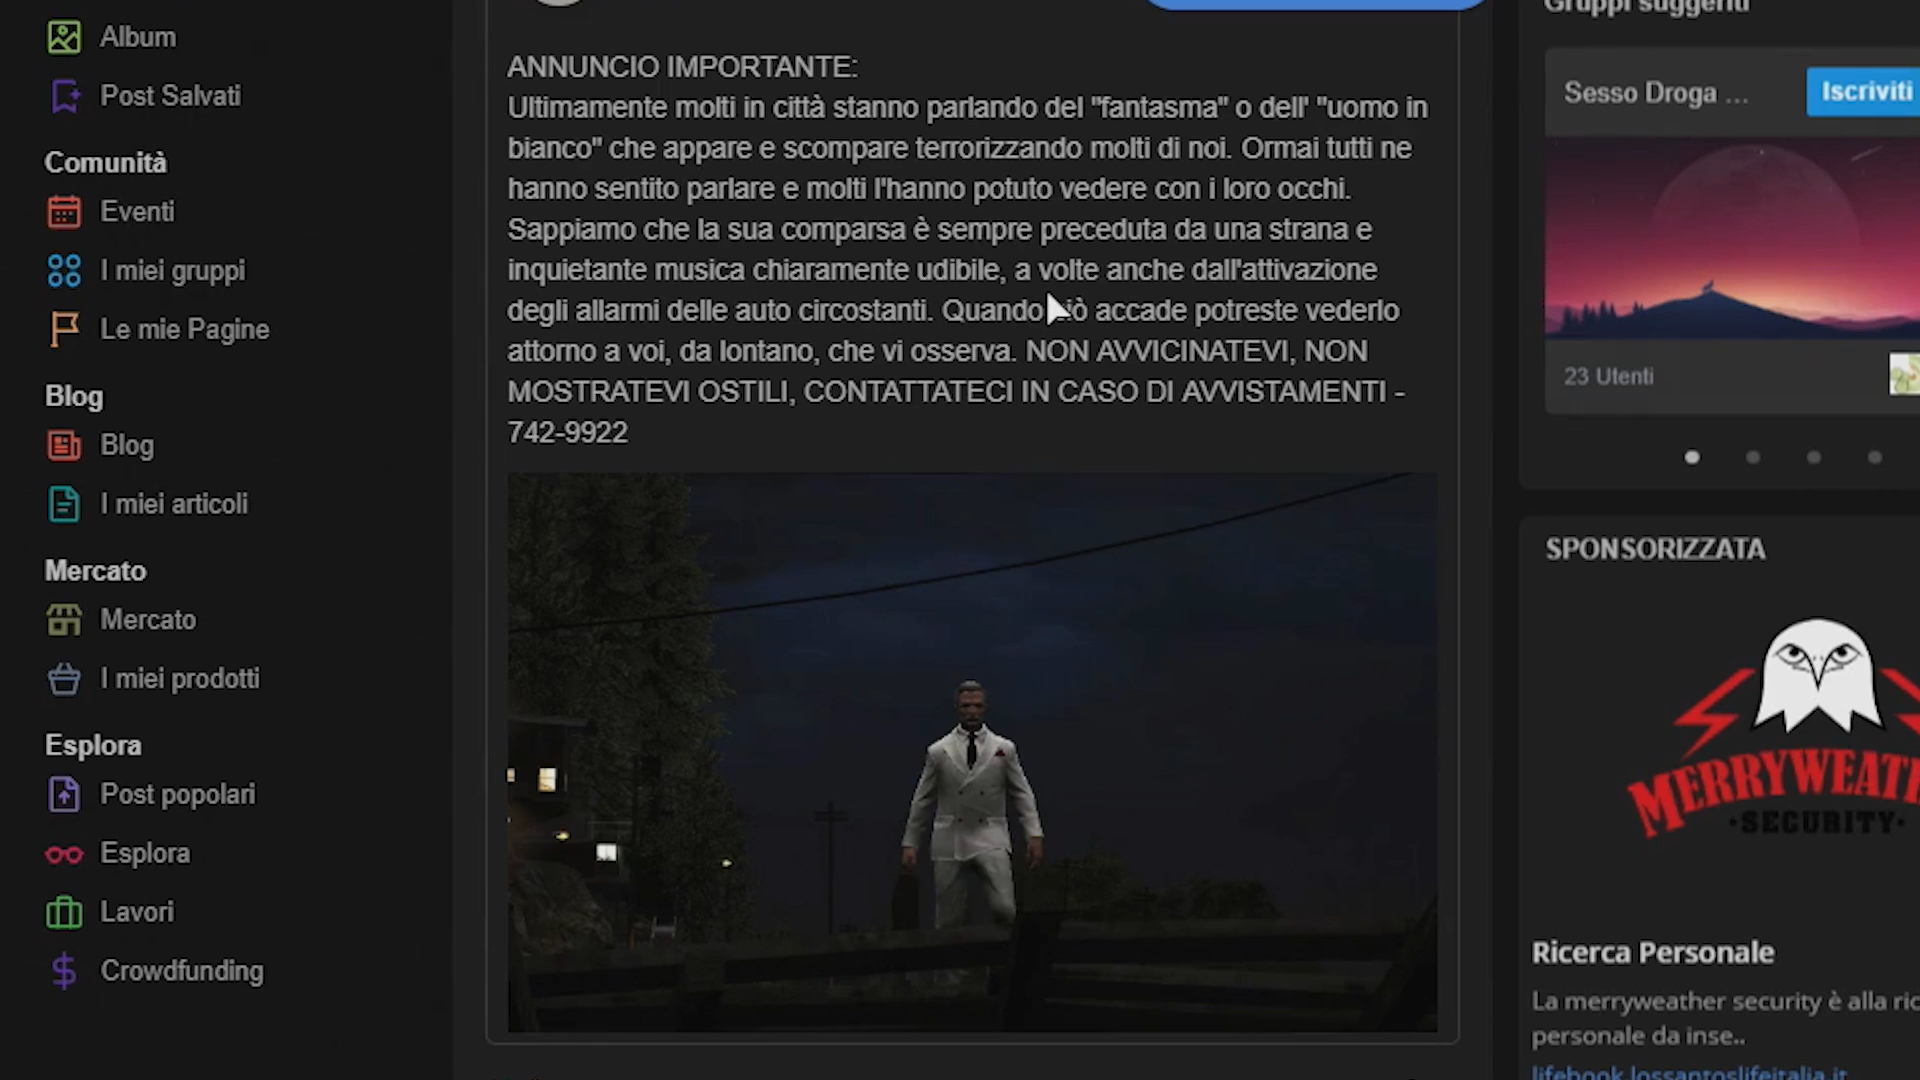 Album
Post Salvati
Comunità
Eventi
I miei gruppi
Le mie Pagine
Blog
Blog
I miei articoli
Mercato
Mercato
I miei prodotti
Esplora
Post popolari
Esplora
Lavori
Crowdfunding
ANNUNCIO IMPORTANTE:
Ultimamente molti in città stanno parlando del "fantasma" o dell' "uomo in
bianco" che appare e scompare terrorizzando molti di noi. Ormai tutti ne
hanno sentito parlare e molti l'hanno potuto vedere con i loro occhi.
Sappiamo che la sua comparsa è sempre preceduta da una strana e
inquietante musica chiaramente udibile, a volte anche dall'attivazione
degli allarmi delle auto circostanti. Quando ciò accade potreste vederlo
attorno a voi, da lontano, che vi osserva. NON AVVICINATEVI, NON
MOSTRATEVI OSTILI, CONTATTATECI IN CASO DI AVVISTAMENTI -
742-9922
Gruppi suggeriti
Sesso Droga ...
Iscriviti
23 Utenti
SPONSORIZZATA
MERRYWEAT
•SECURITY•
Ricerca Personale
La merryweather security è alla ric
personale da inse..
lifebook.lossantoslifeitalia.it